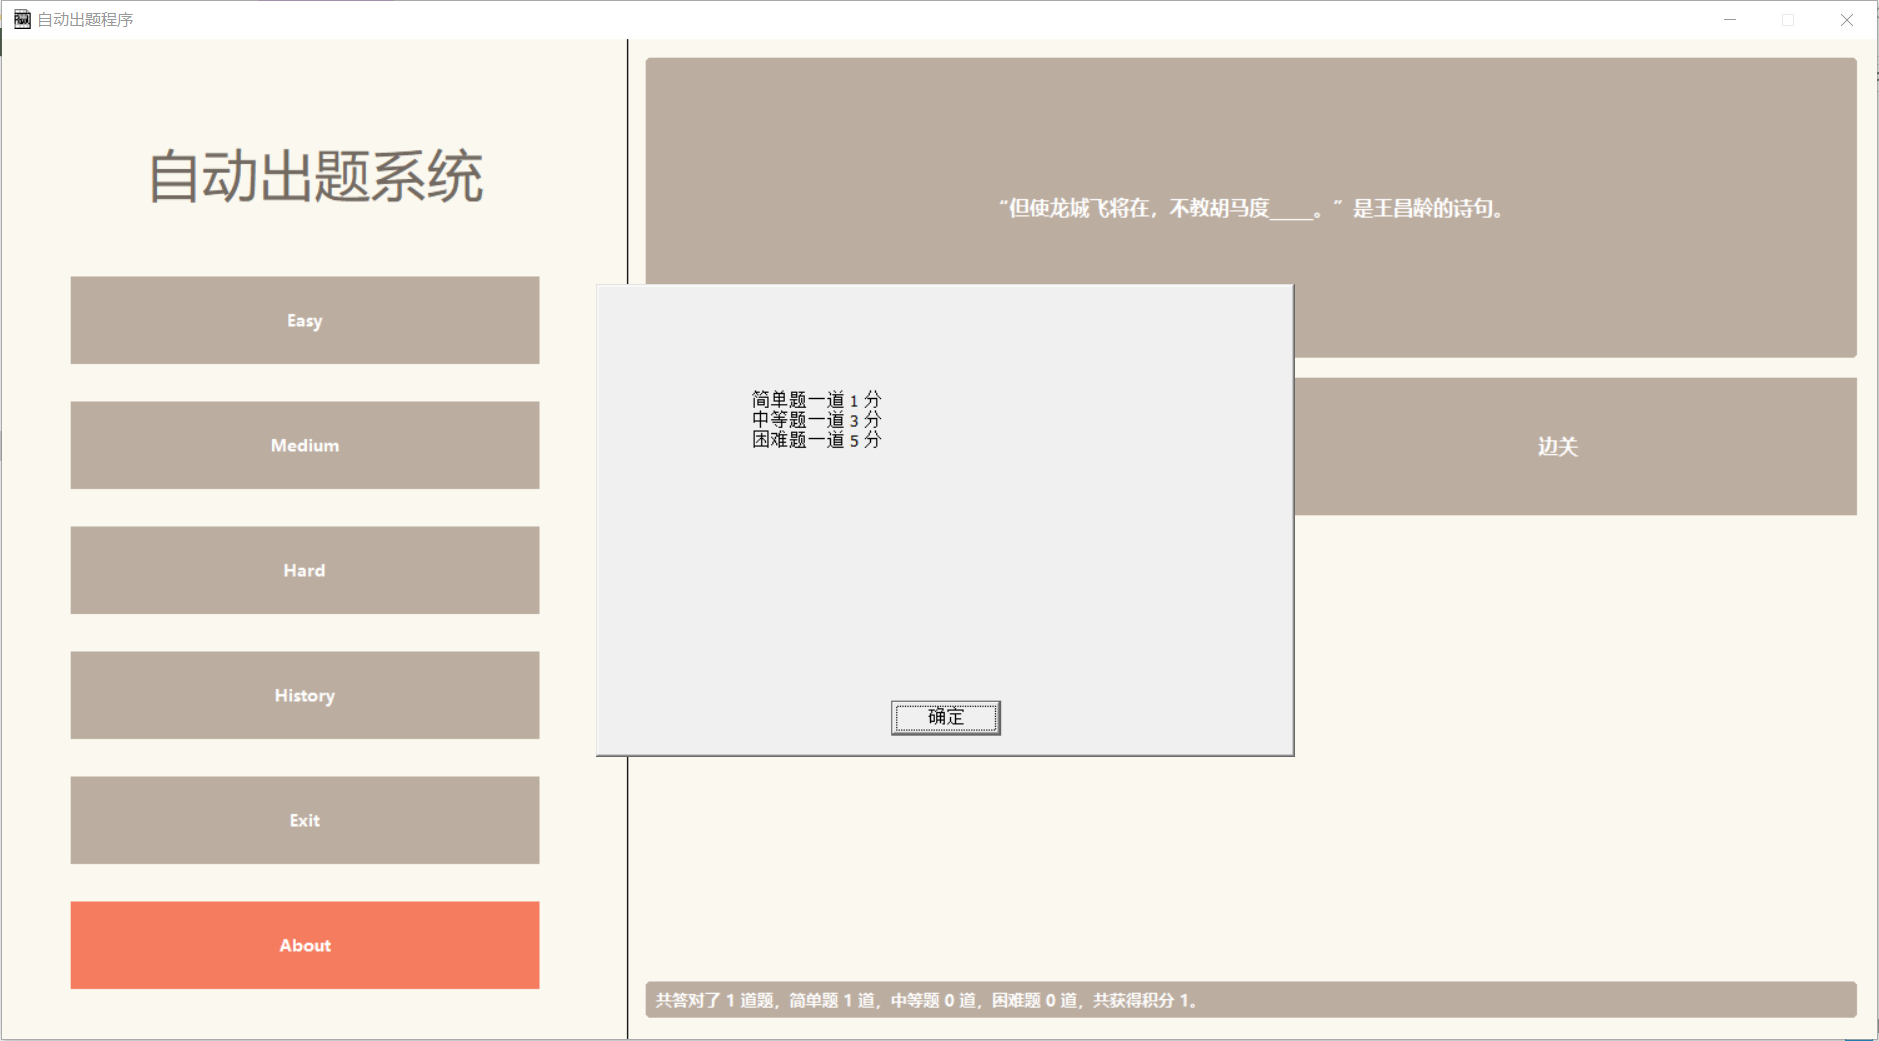 自动出题程序
自动出题系统
Easy
Medium
Hard
History
Exit
About
“但使龙城飞将在，不教胡马度____。”是王昌龄的诗句。
边关
简单题一道 1 分
中等题一道 3 分
困难题一道 5 分
确定
共答对了 1 道题，简单题 1 道，中等题 0 道，困难题 0 道，共获得积分 1。